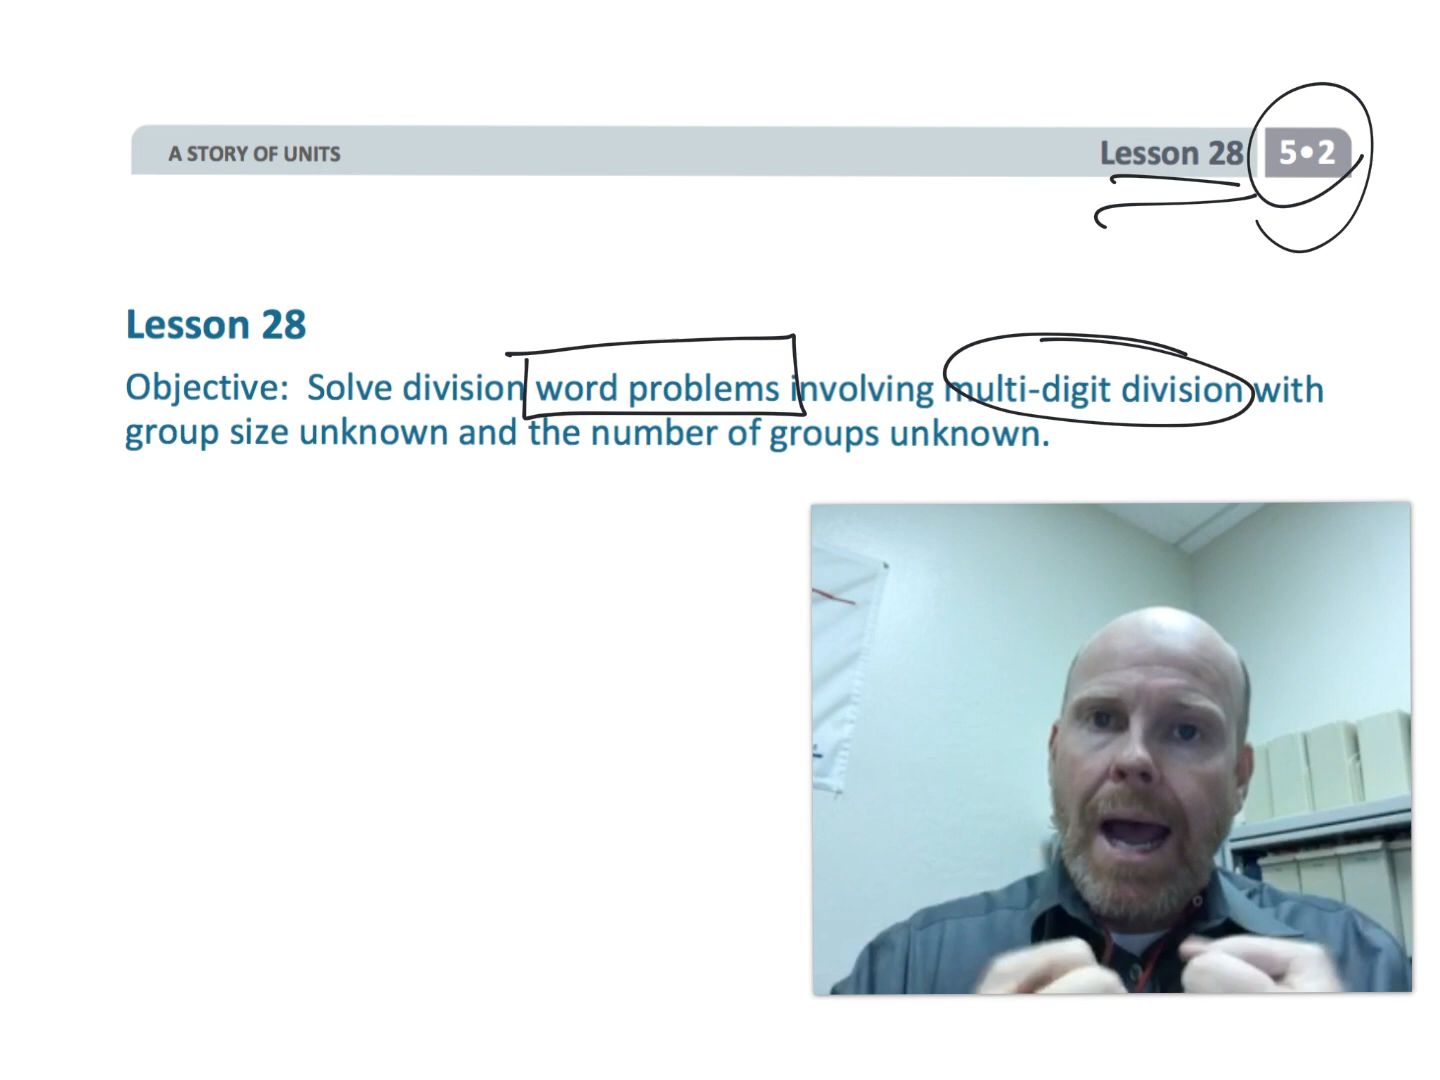 A STORY OF UNITS
Lesson 28 5•2
Lesson 28
Objective: Solve division word problems involving multi-digit division with
group size unknown and the number of groups unknown.